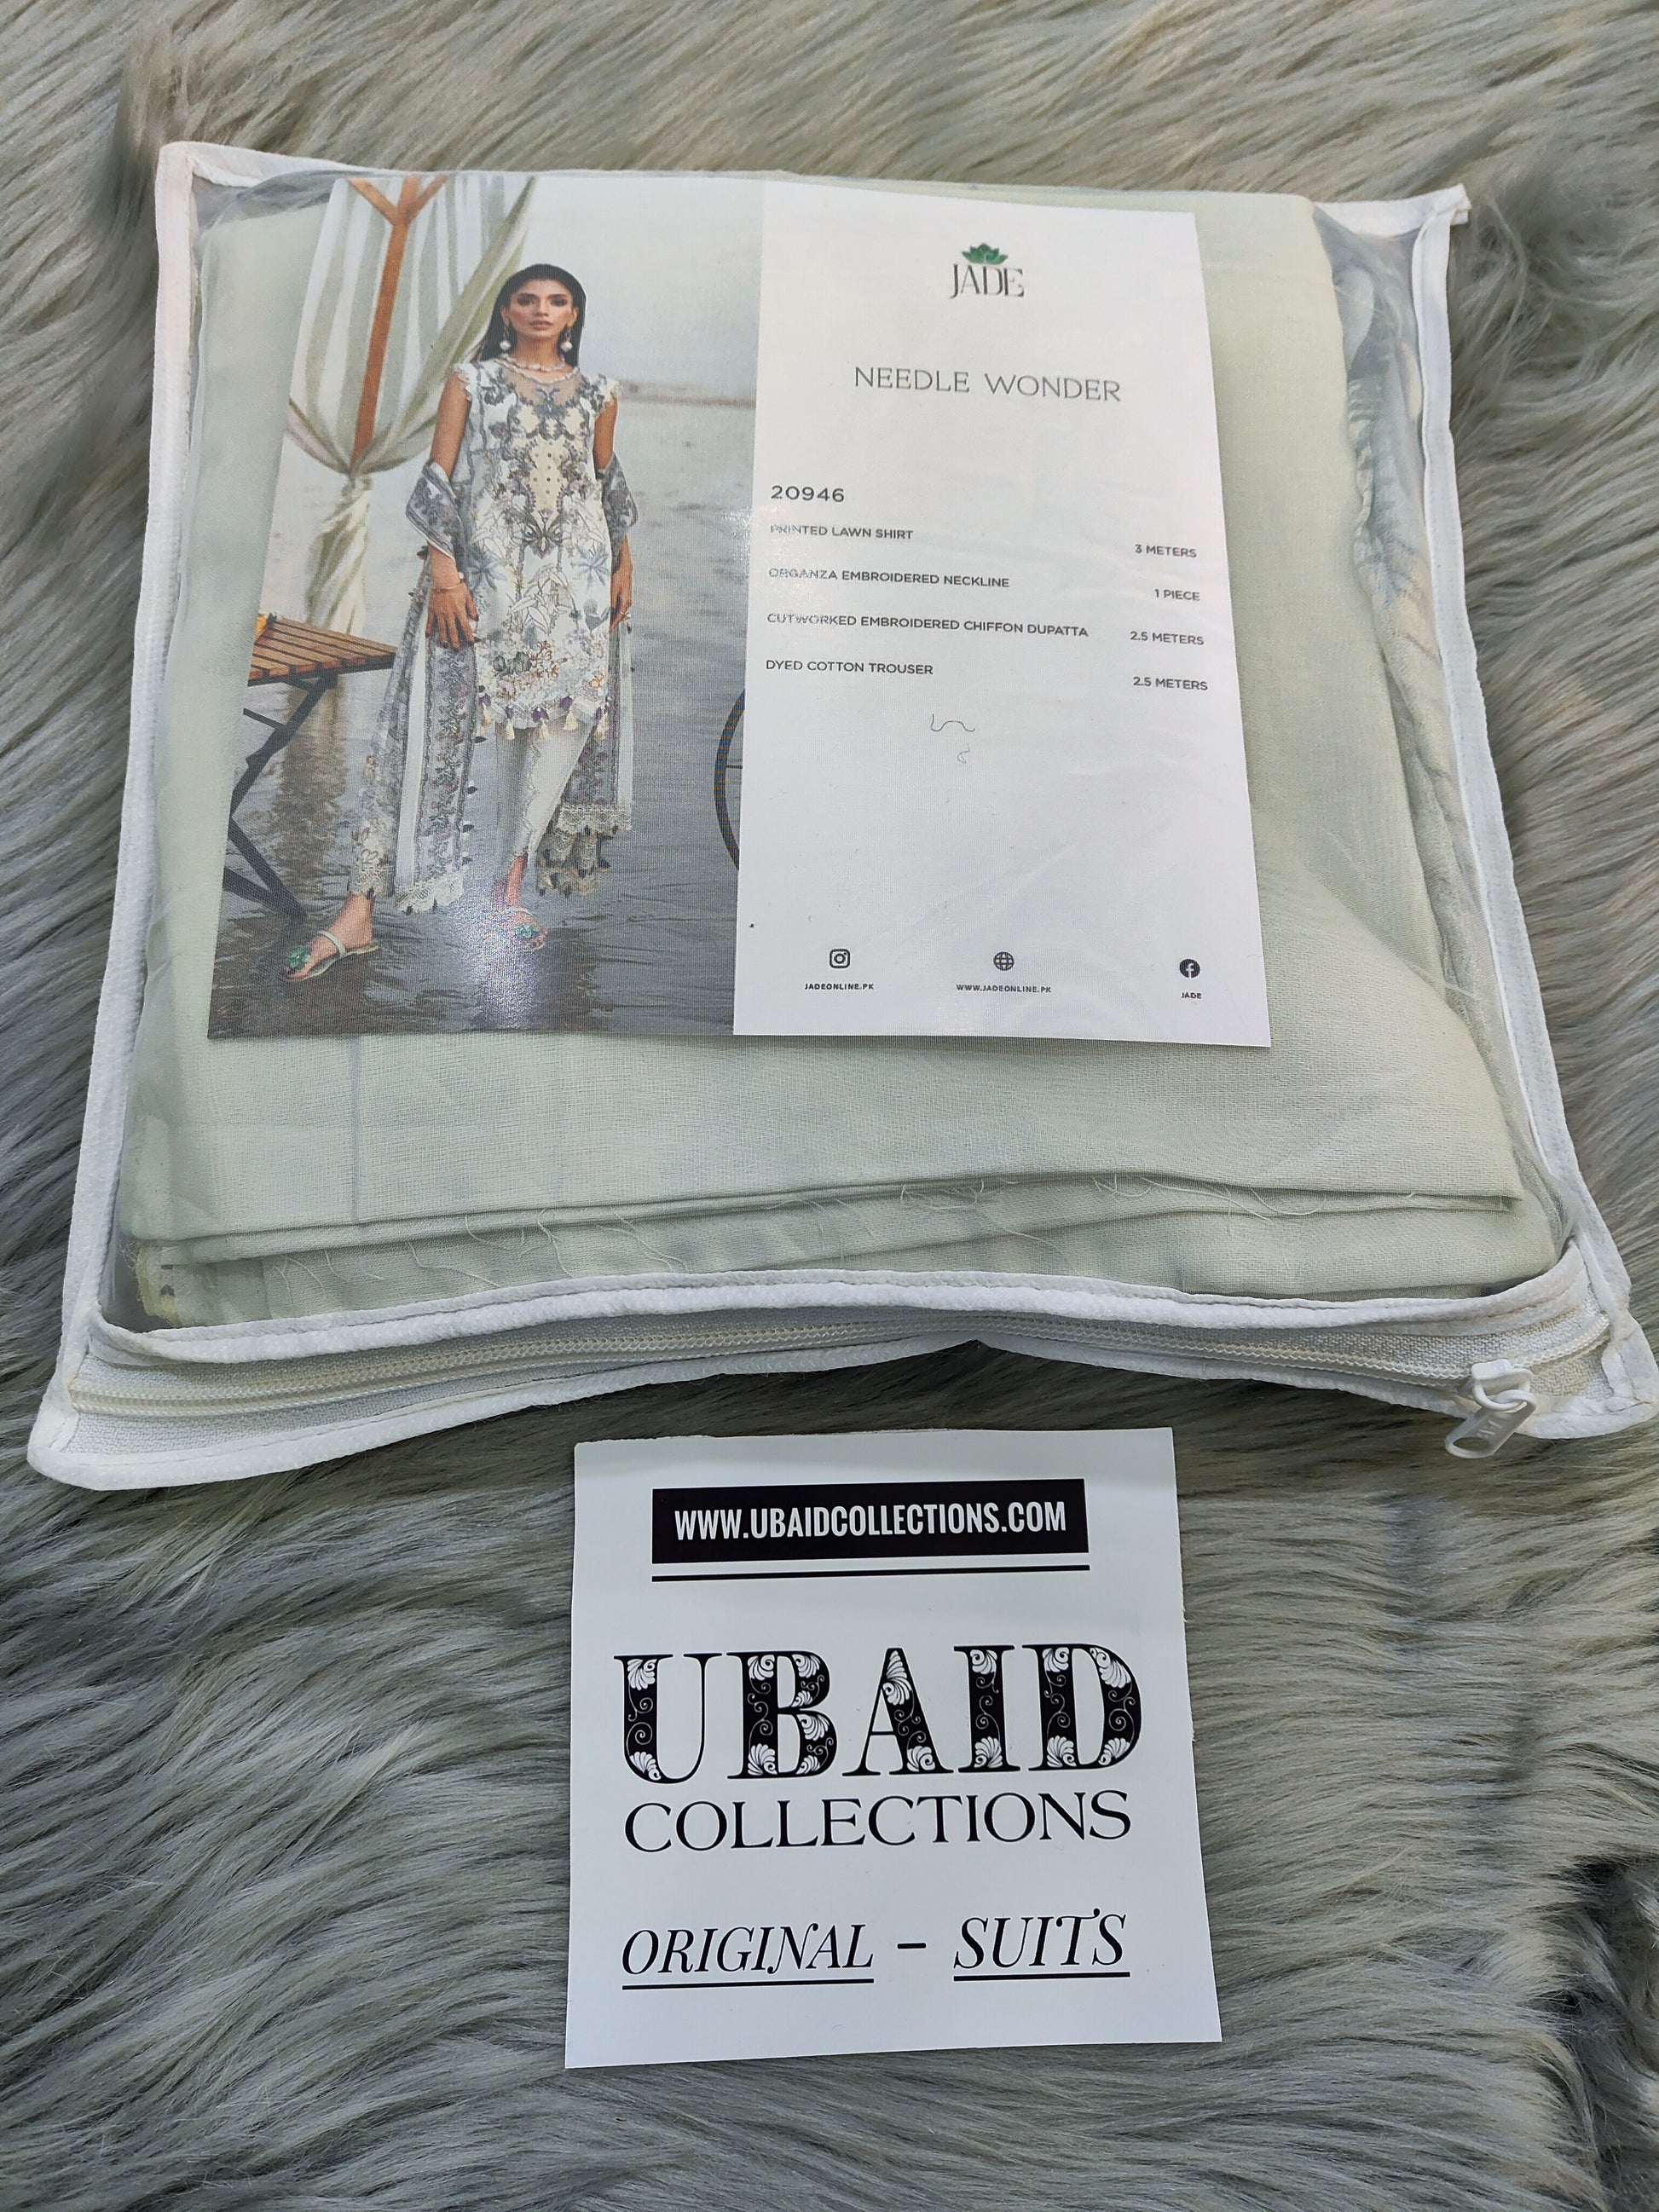 JADE
NEEDLE WONDER
20946
PRINTED LAWN SHIRT 3 METERS
ORGANZA EMBROIDERED NECKLINE 1 PIECE
CUTWORKED EMBROIDERED CHIFFON DUPATTA 2.5 METERS
DYED COTTON TROUSER 2.5 METERS
JADEONLINE.PK WWW.JADEONLINE.PK JADE
WWW.UBAIDCOLLECTIONS.COM
UBAID
COLLECTIONS
ORIGINAL - SUITS